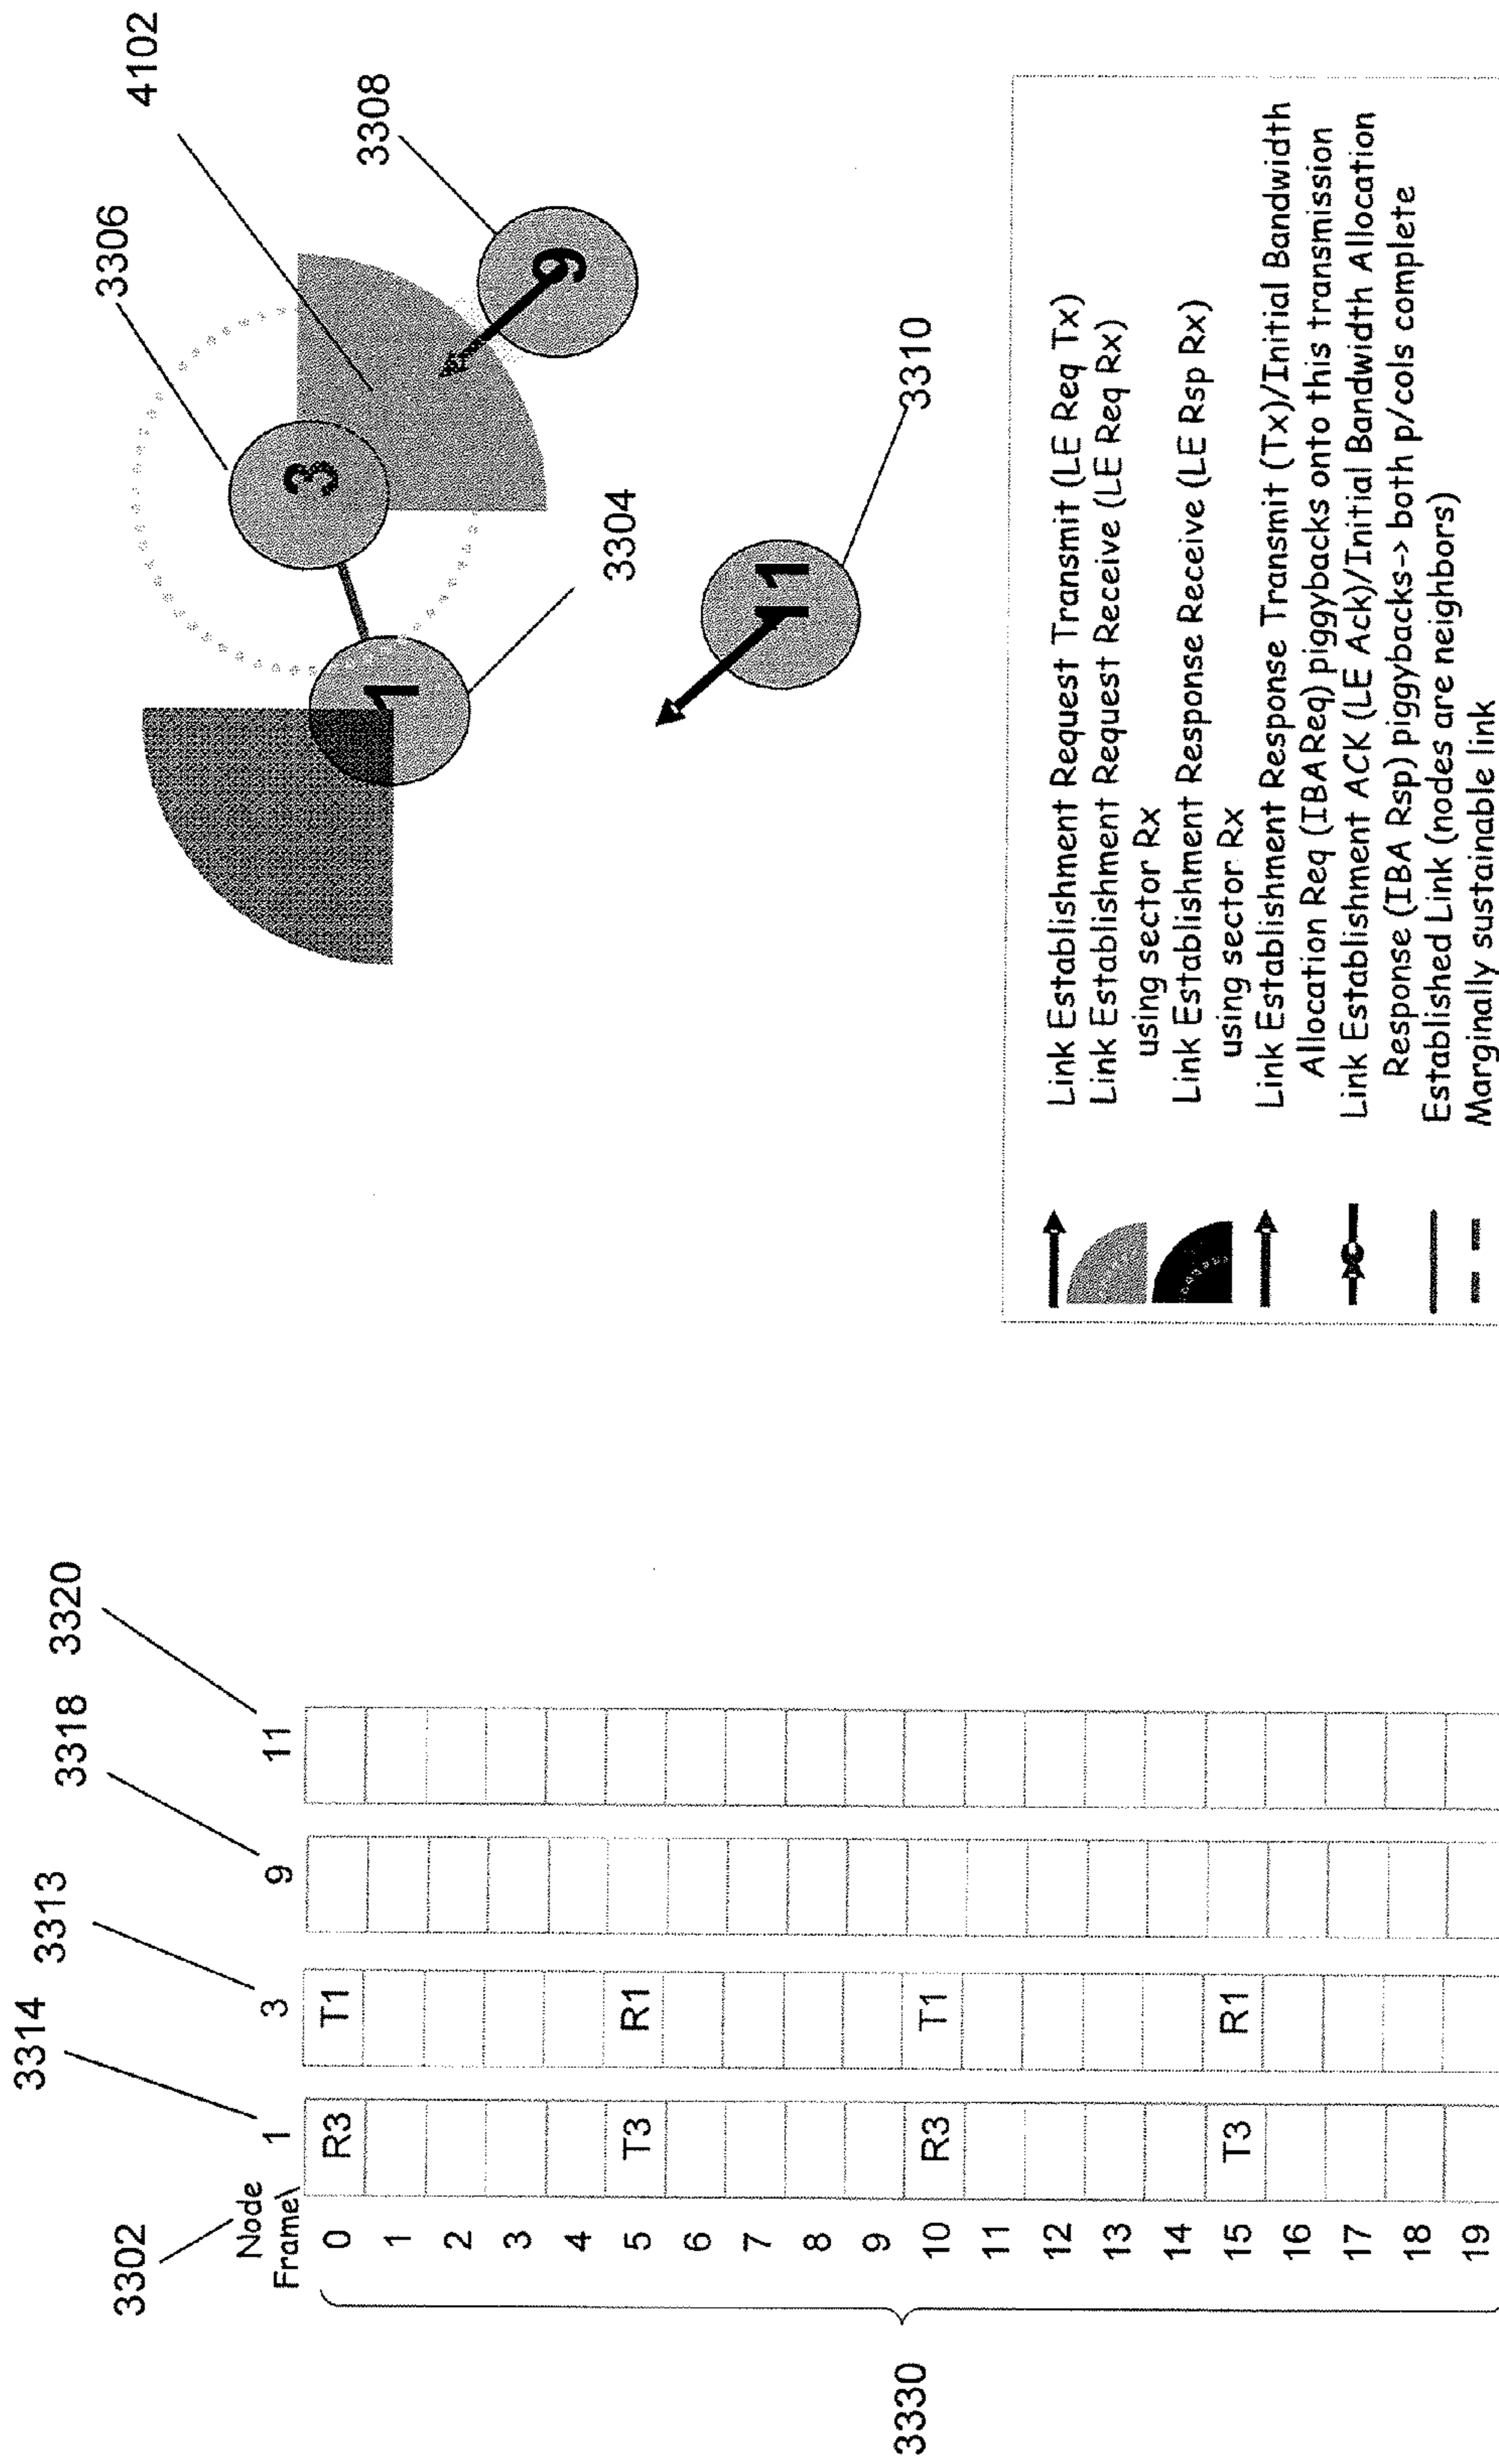 3302
3314
3313
3318
3320
Node
Frame\
1
3
9
11
0 R3 T1
1
2
3
4
5 T3 R1
6
7
8
9
10 R3 T1
11
12
13
14
15 T3 R1
16
17
18
19
3330
4102
3306
3308
3
9
1
3304
11
3310
Link Establishment Request Transmit (LE Req Tx)
Link Establishment Request Receive (LE Req Rx)
using sector Rx
Link Establishment Response Receive (LE Rsp Rx)
using sector Rx
Link Establishment Response Transmit (Tx)/Initial Bandwidth
Allocation Req (IBA Req) piggybacks onto this transmission
Link Establishment ACK (LE Ack)/Initial Bandwidth Allocation
Response (IBA Rsp) piggybacks-> both p/cols complete
Established Link (nodes are neighbors)
Marginally sustainable link